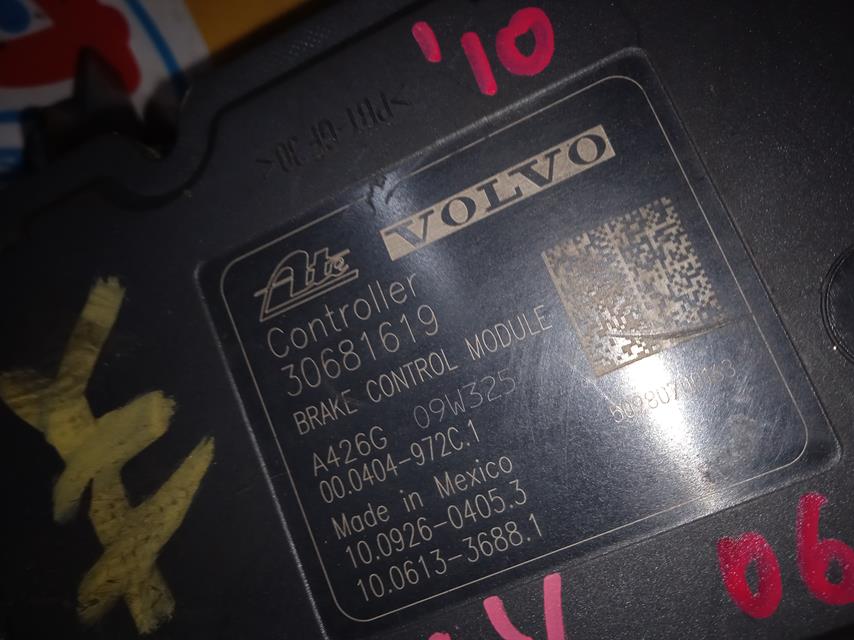 '10
>PBT-GF30<
VOLVO
Ate
Controller
30681619
BRAKE CONTROL MODULE
A426G 09W325
00.0404-972C.1
Made in Mexico
10.0926-0405.3
10.0613-3688.1
06